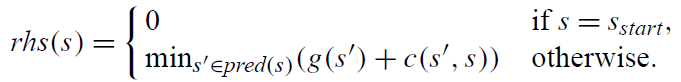 rhs(s) = { 0 if s = s_start,
min_{s'∈pred(s)}(g(s') + c(s', s)) otherwise.